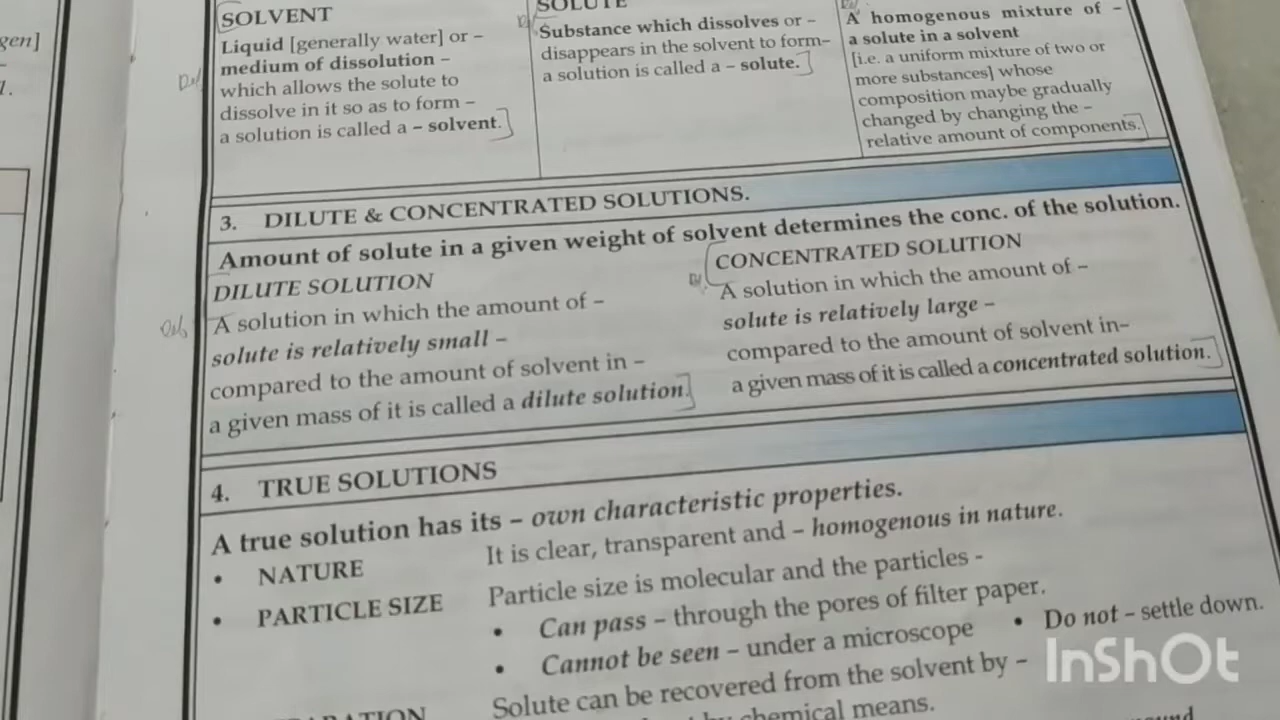 gen]
SOLVENT
Liquid [generally water] or –
medium of dissolution –
which allows the solute to
dissolve in it so as to form –
a solution is called a – solvent.
SOLUTE
Substance which dissolves or –
disappears in the solvent to form–
a solution is called a – solute.
A homogenous mixture of –
a solute in a solvent
[i.e. a uniform mixture of two or
more substances] whose
composition maybe gradually
changed by changing the –
relative amount of components.
3. DILUTE & CONCENTRATED SOLUTIONS.
Amount of solute in a given weight of solvent determines the conc. of the solution.
DILUTE SOLUTION
A solution in which the amount of –
solute is relatively small –
compared to the amount of solvent in –
a given mass of it is called a dilute solution.
CONCENTRATED SOLUTION
A solution in which the amount of –
solute is relatively large –
compared to the amount of solvent in–
a given mass of it is called a concentrated solution.
4. TRUE SOLUTIONS
A true solution has its – own characteristic properties.
• NATURE It is clear, transparent and – homogenous in nature.
• PARTICLE SIZE Particle size is molecular and the particles -
• Can pass – through the pores of filter paper.
• Cannot be seen – under a microscope • Do not – settle down.
Solute can be recovered from the solvent by –
chemical means.
InShOt